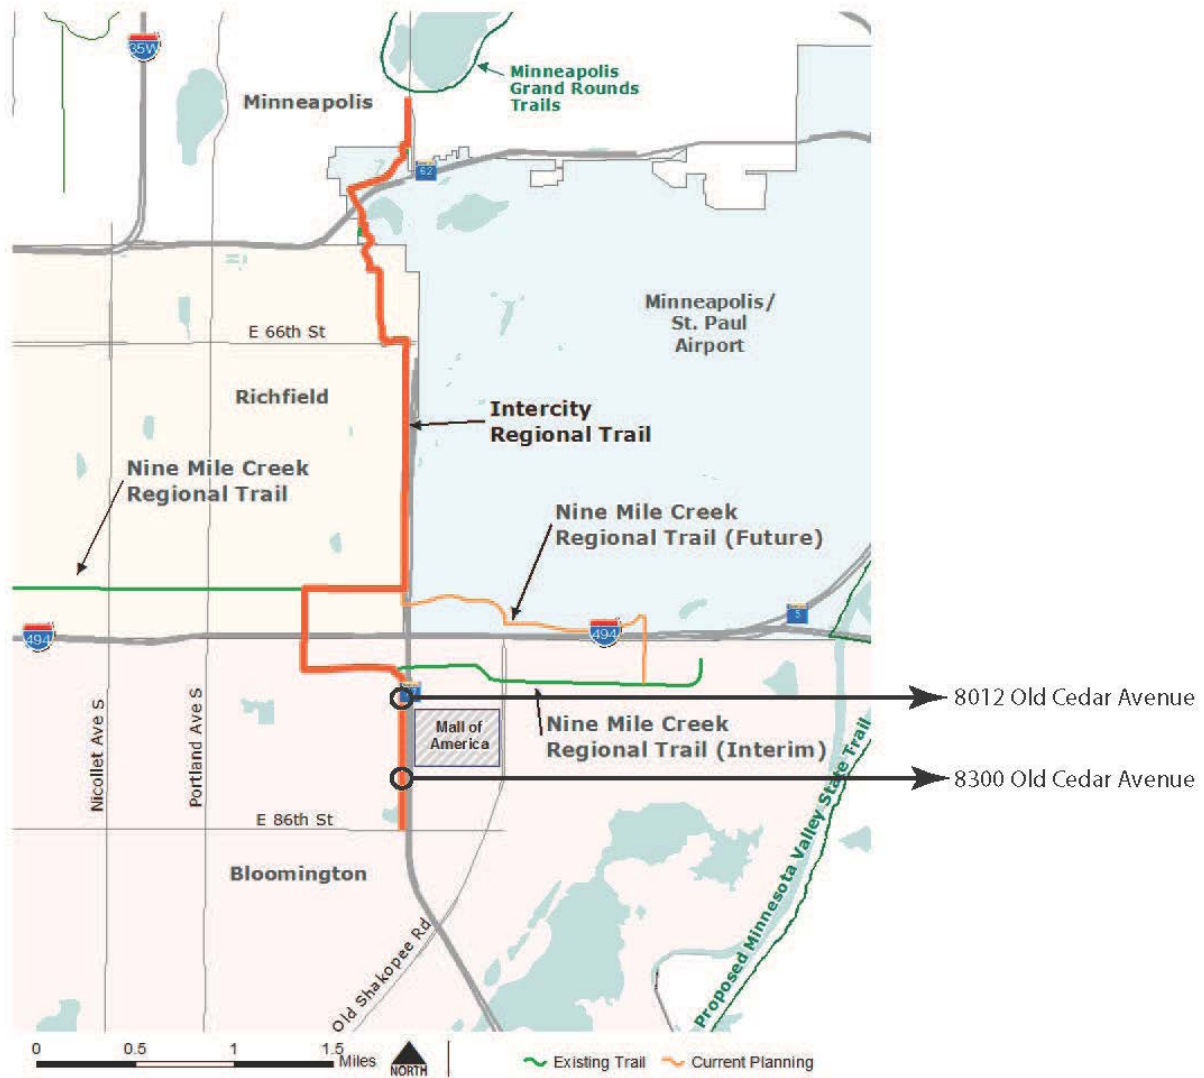 35W
Minneapolis
Grand Rounds
Trails
Minneapolis
62
Minneapolis/
St. Paul
Airport
E 66th St
Richfield
Intercity
Regional Trail
Nine Mile Creek
Regional Trail
Nine Mile Creek
Regional Trail (Future)
5
494
494
8012 Old Cedar Avenue
Nicollet Ave S
Portland Ave S
Mall of
America
Nine Mile Creek
Regional Trail (Interim)
8300 Old Cedar Avenue
E 86th St
Bloomington
Old Shakopee Rd
Proposed Minnesota Valley State Trail
0 0.5 1 1.5 Miles
NORTH
Existing Trail
Current Planning